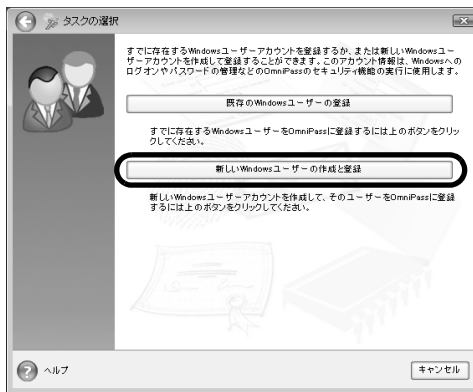 タスクの選択
すでに存在するWindowsユーザーアカウントを登録するか、または新しいWindowsユー
ザーアカウントを作成して登録することができます。このアカウント情報は、Windowsへの
ログオンやパスワードの管理などのOmniPassのセキュリティ機能の実行に使用します。
既存のWindowsユーザーの登録
すでに存在するWindowsユーザーをOmniPassに登録するには上のボタンをクリッ
クしてください。
新しいWindowsユーザーの作成と登録
新しいWindowsユーザーアカウントを作成して、そのユーザーをOmniPassに登録
するには上のボタンをクリックしてください。
ヘルプ
キャンセル